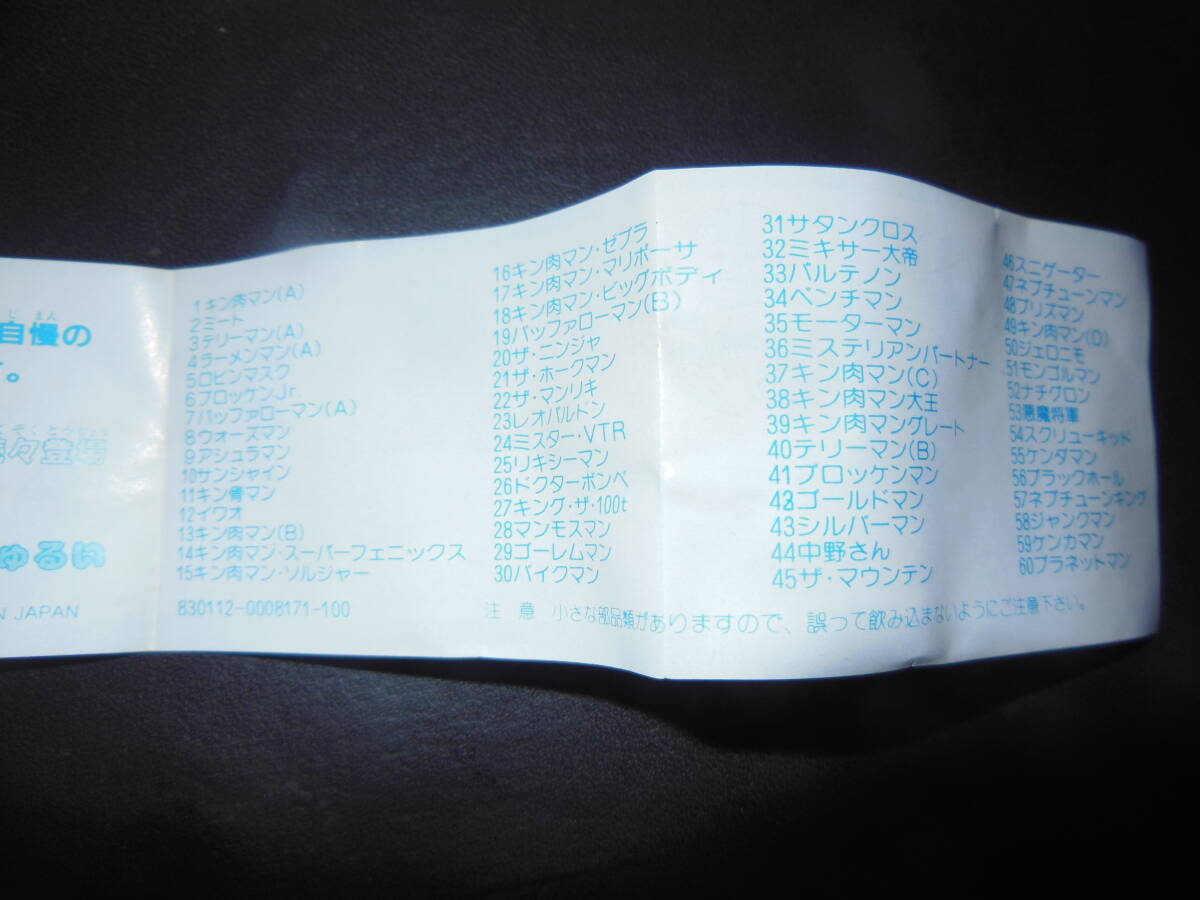 じまん
自慢の
。
登場
ゅるい
N JAPAN
1キン肉マン(A)
2ミート
3テリーマン(A)
4ラーメンマン(A)
5ロビンマスク
6ブロッケンJr.
7バッファローマン(A)
8ウォーズマン
9アシュラマン
10サンシャイン
11キン骨マン
12イワオ
13キン肉マン(B)
14キン肉マン・スーパーフェニックス
15キン肉マン・ソルジャー
830112-0008171-100
16キン肉マン・ゼブラ
17キン肉マン・マリポーサ
18キン肉マン・ビッグボディ
19バッファローマン(B)
20ザ・ニンジャ
21ザ・ホークマン
22ザ・マンリキ
23レオパルドン
24ミスター・VTR
25リキシーマン
26ドクターボンベ
27キング・ザ・100t
28マンモスマン
29ゴーレムマン
30バイクマン
31サタンクロス
32ミキサー大帝
33パルテノン
34ペンチマン
35モーターマン
36ミステリアンパートナー
37キン肉マン(C)
38キン肉マン大王
39キン肉マングレート
40テリーマン(B)
41ブロッケンマン
42ゴールドマン
43シルバーマン
44中野さん
45ザ・マウンテン
46スニゲーター
47ネプチューンマン
48プリズマン
49キン肉マン(D)
50ジェロニモ
51モンゴルマン
52ナチグロン
53悪魔将軍
54スクリューキッド
55ケンダマン
56ブラックホール
57ネプチューンキング
58ジャンクマン
59ケンカマン
60プラネットマン
注 意 小さな部品類がありますので、誤って飲み込まないようにご注意下さい。